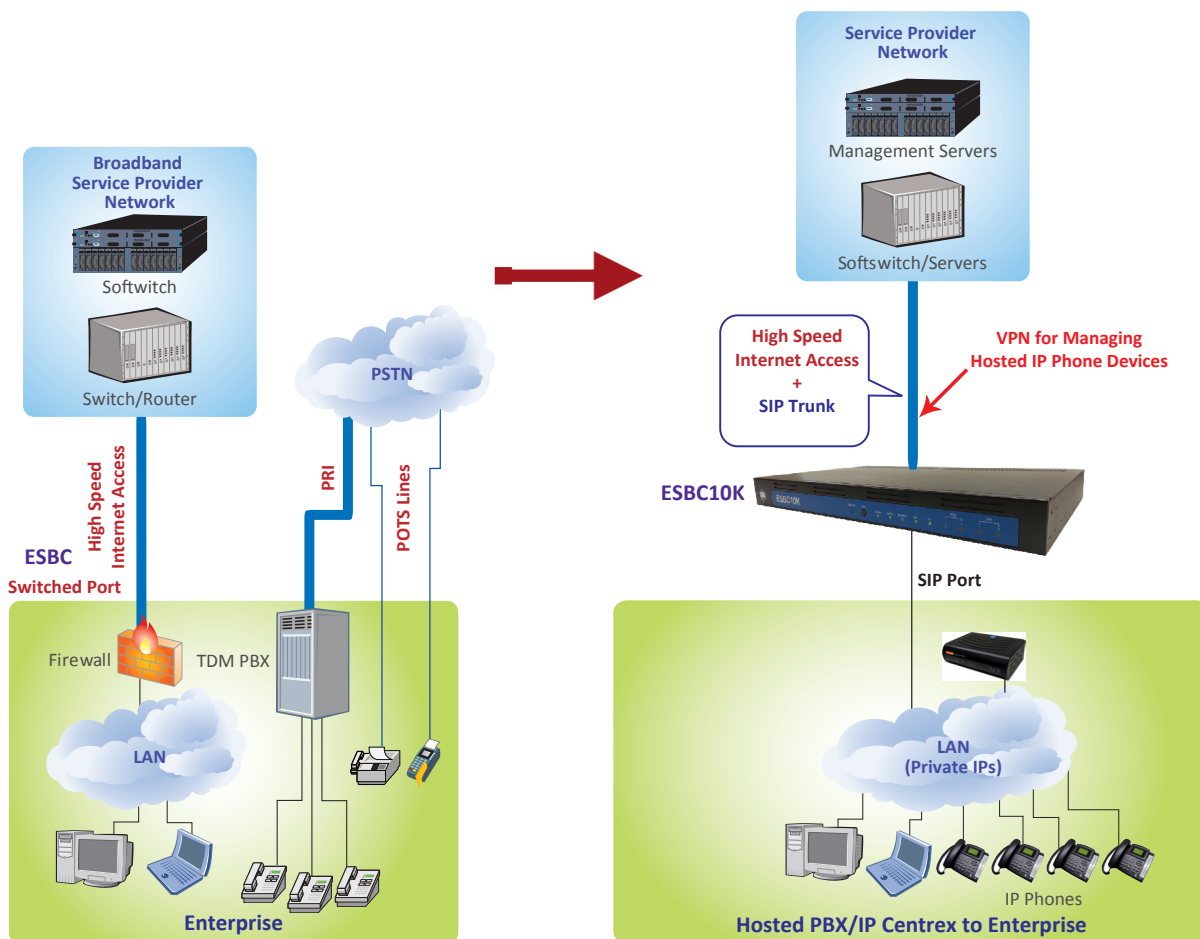 Broadband
Service Provider
Network
Softwitch
Switch/Router
High Speed
Internet Access
ESBC
Switched Port
PSTN
PRI
POTS Lines
Firewall
TDM PBX
LAN
Enterprise
Service Provider
Network
Management Servers
Softswitch/Servers
High Speed
Internet Access
+
SIP Trunk
VPN for Managing
Hosted IP Phone Devices
ESBC10K
ESBC10K
SIP Port
LAN
(Private IPs)
IP Phones
Hosted PBX/IP Centrex to Enterprise